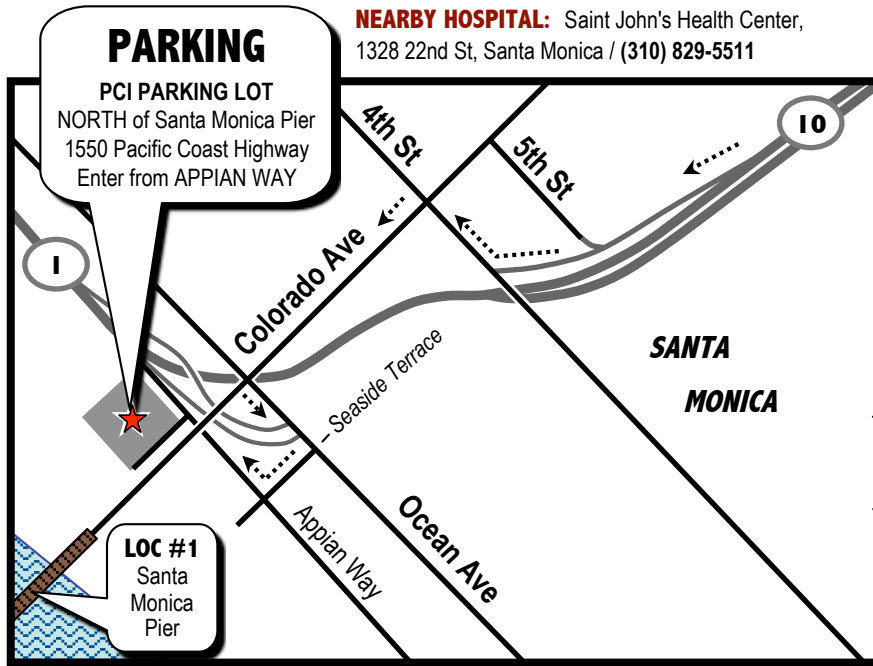 NEARBY HOSPITAL: Saint John's Health Center,
1328 22nd St, Santa Monica / (310) 829-5511
PARKING
PCI PARKING LOT
NORTH of Santa Monica Pier
1550 Pacific Coast Highway
Enter from APPIAN WAY
4th St
5th St
10
1
Colorado Ave
Seaside Terrace
SANTA
MONICA
Ocean Ave
Appian Way
LOC #1
Santa
Monica
Pier